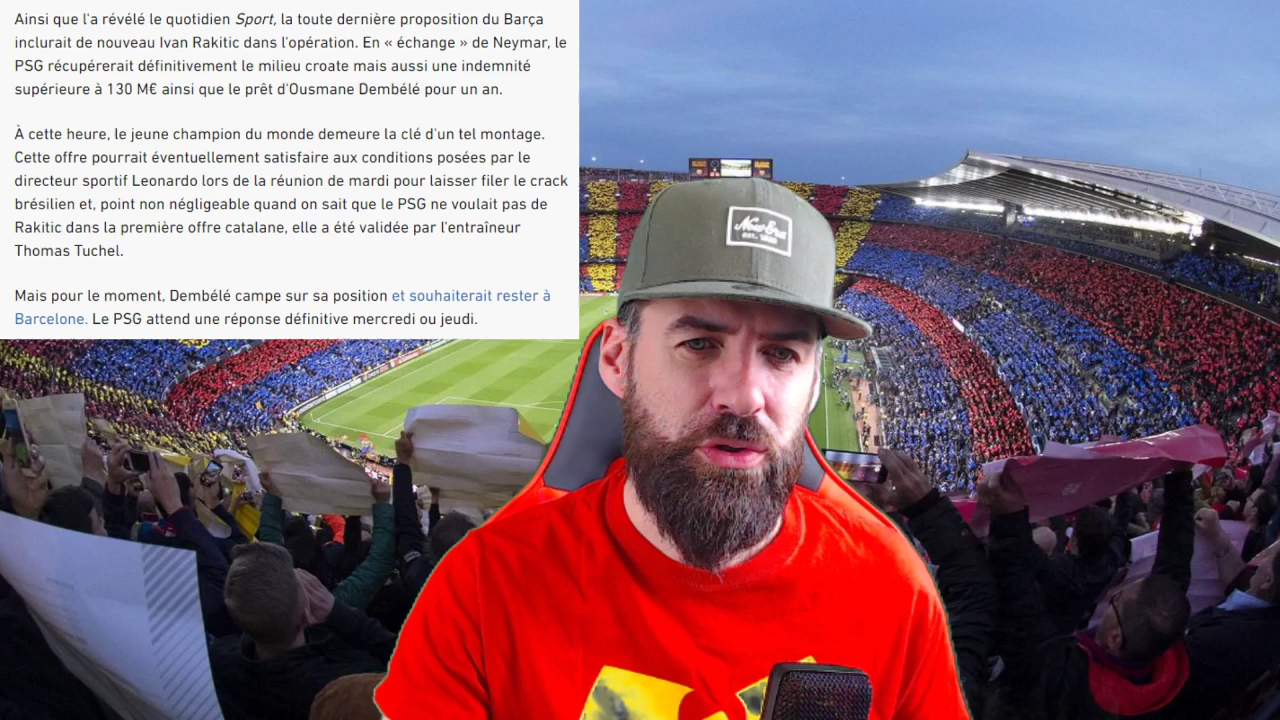 Ainsi que l'a révélé le quotidien Sport, la toute dernière proposition du Barça
inclurait de nouveau Ivan Rakitic dans l'opération. En « échange » de Neymar, le
PSG récupérerait définitivement le milieu croate mais aussi une indemnité
supérieure à 130 M€ ainsi que le prêt d'Ousmane Dembélé pour un an.
À cette heure, le jeune champion du monde demeure la clé d'un tel montage.
Cette offre pourrait éventuellement satisfaire aux conditions posées par le
directeur sportif Leonardo lors de la réunion de mardi pour laisser filer le crack
brésilien et, point non négligeable quand on sait que le PSG ne voulait pas de
Rakitic dans la première offre catalane, elle a été validée par l'entraîneur
Thomas Tuchel.
Mais pour le moment, Dembélé campe sur sa position et souhaiterait rester à
Barcelone. Le PSG attend une réponse définitive mercredi ou jeudi.
New Era
EST. 1920